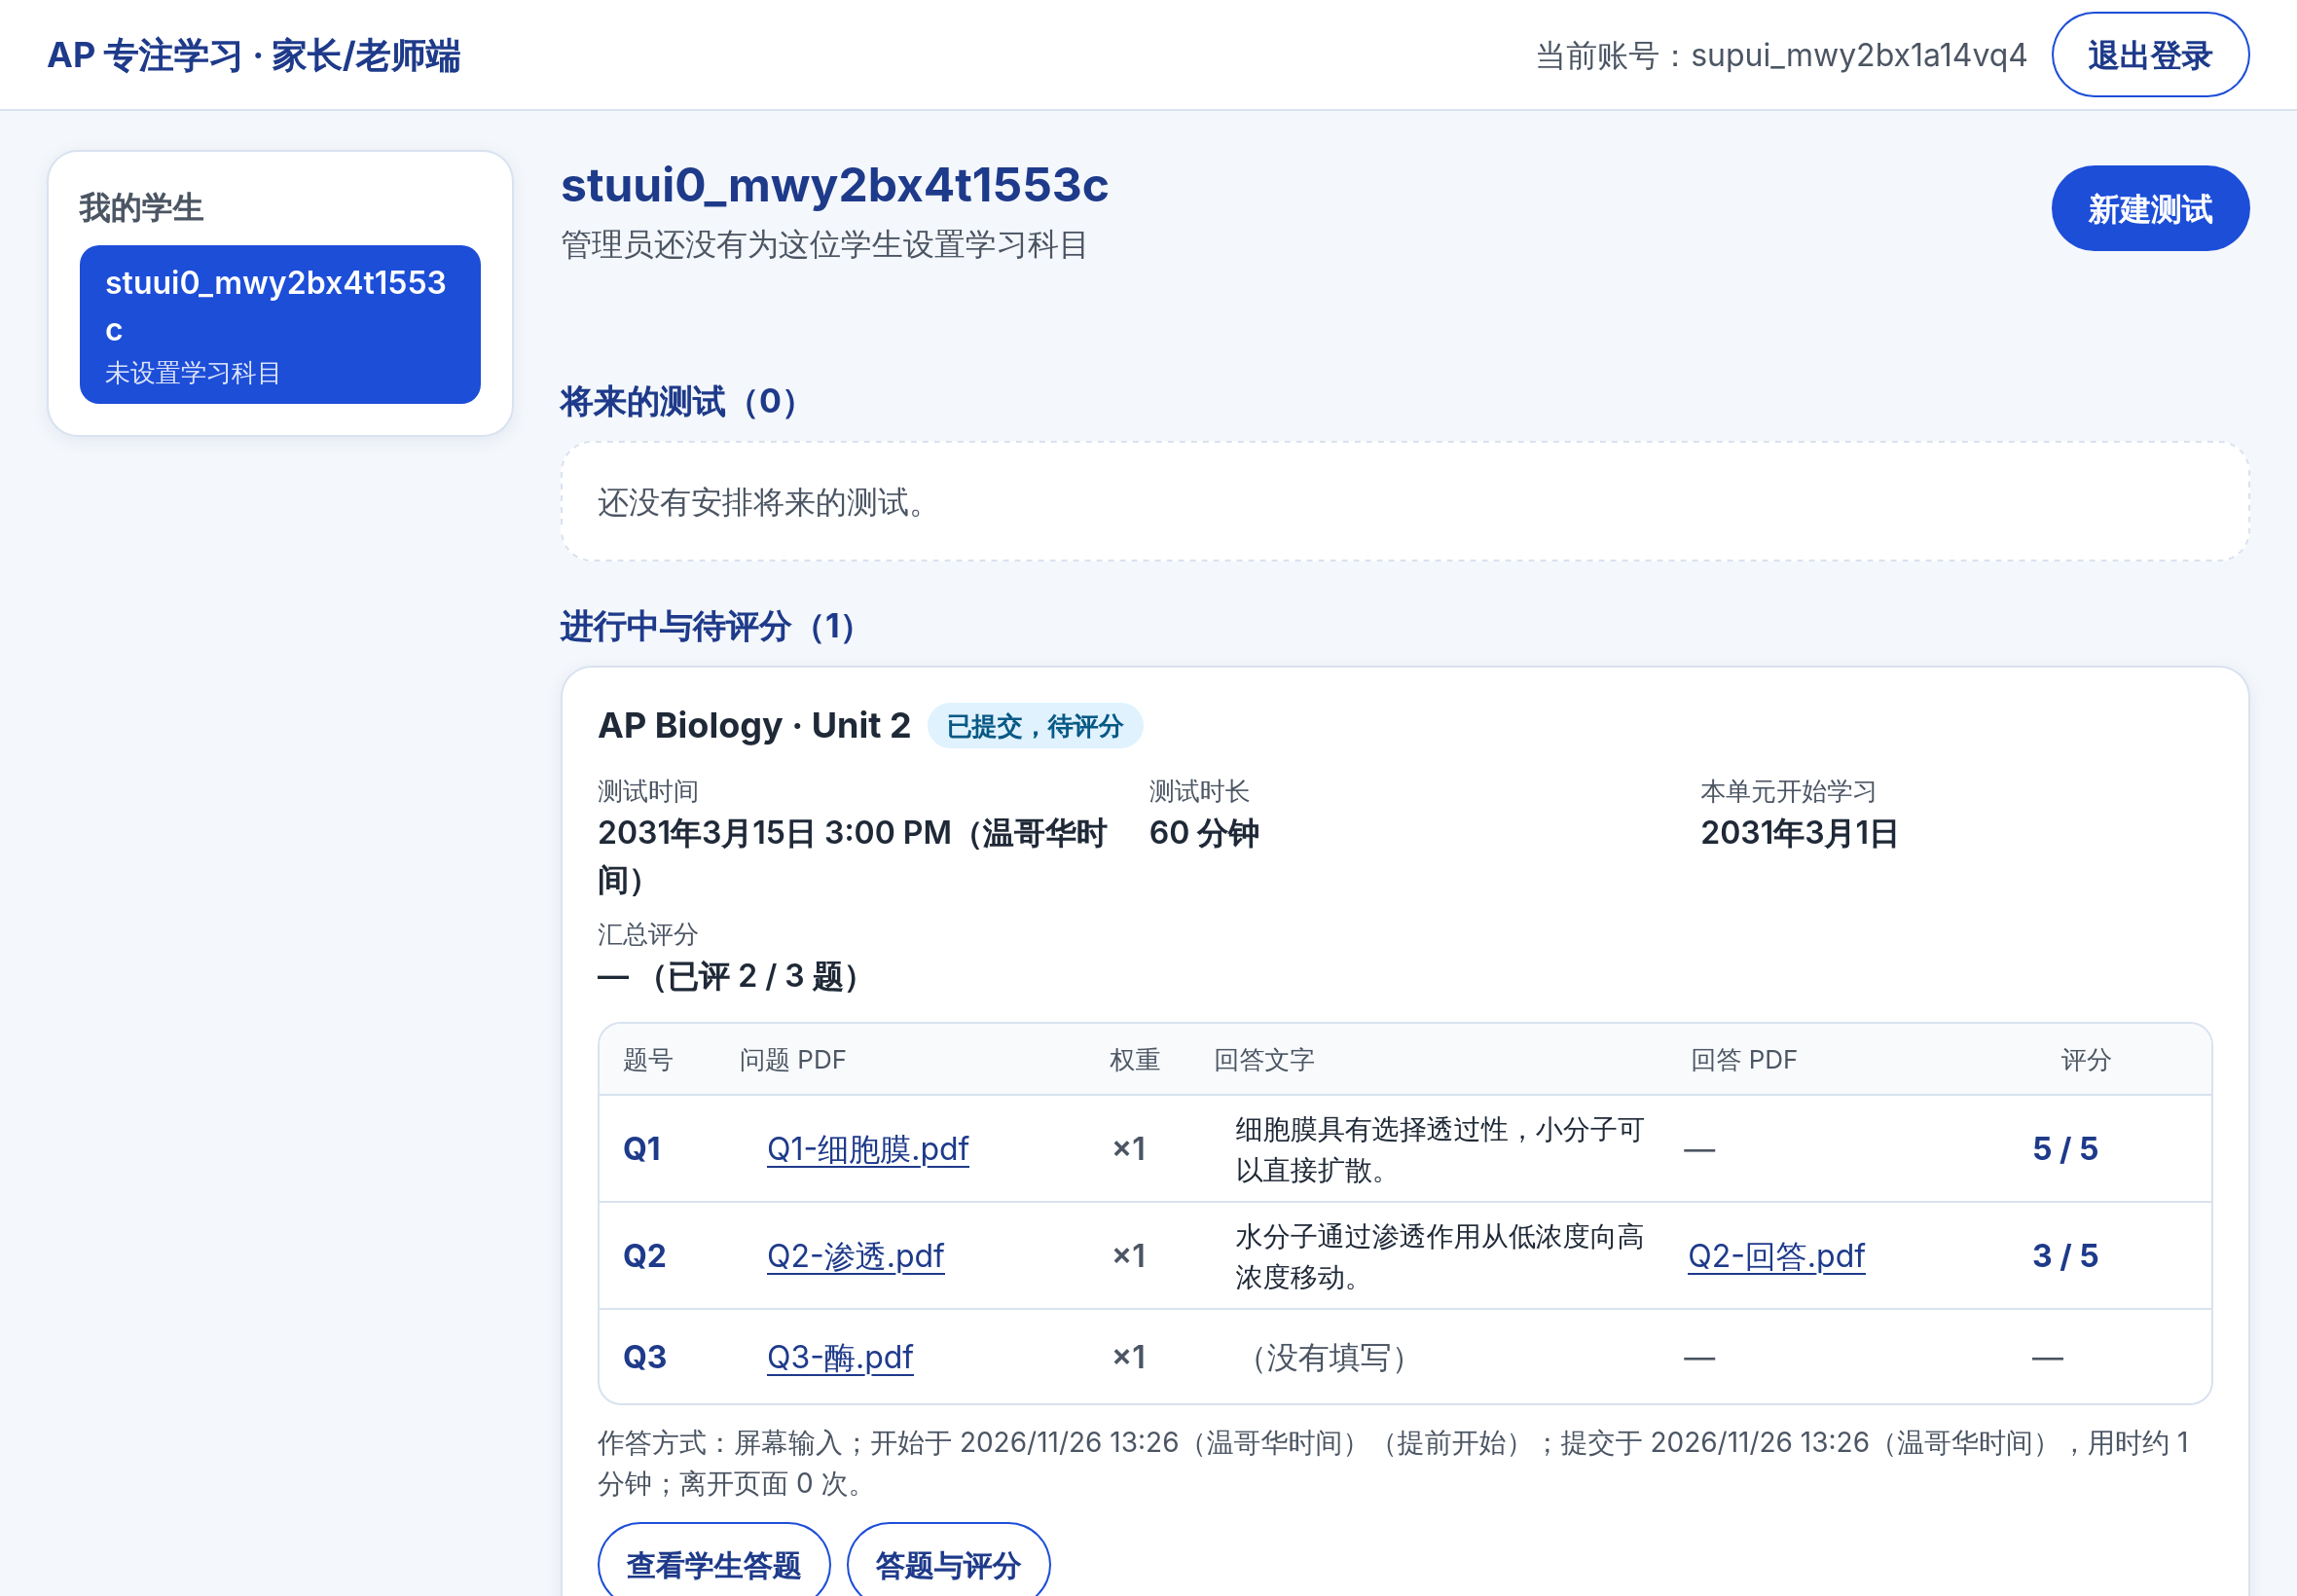 AP 专注学习 · 家长/老师端
当前账号：supui_mwy2bx1a14vq4
退出登录
我的学生
stuui0_mwy2bx4t1553
c
未设置学习科目
stuui0_mwy2bx4t1553c
管理员还没有为这位学生设置学习科目
新建测试
将来的测试（0）
还没有安排将来的测试。
进行中与待评分（1）
AP Biology · Unit 2 已提交，待评分
测试时间 测试时长 本单元开始学习
2031年3月15日 3:00 PM（温哥华时 60 分钟 2031年3月1日
间）
汇总评分
— （已评 2 / 3 题）
题号 问题 PDF 权重 回答文字 回答 PDF 评分
Q1 Q1-细胞膜.pdf ×1 细胞膜具有选择透过性，小分子可 — 5 / 5
以直接扩散。
Q2 Q2-渗透.pdf ×1 水分子通过渗透作用从低浓度向高 Q2-回答.pdf 3 / 5
浓度移动。
Q3 Q3-酶.pdf ×1 （没有填写） — —
作答方式：屏幕输入；开始于 2026/11/26 13:26（温哥华时间）（提前开始）；提交于 2026/11/26 13:26（温哥华时间），用时约 1
分钟；离开页面 0 次。
查看学生答题 答题与评分